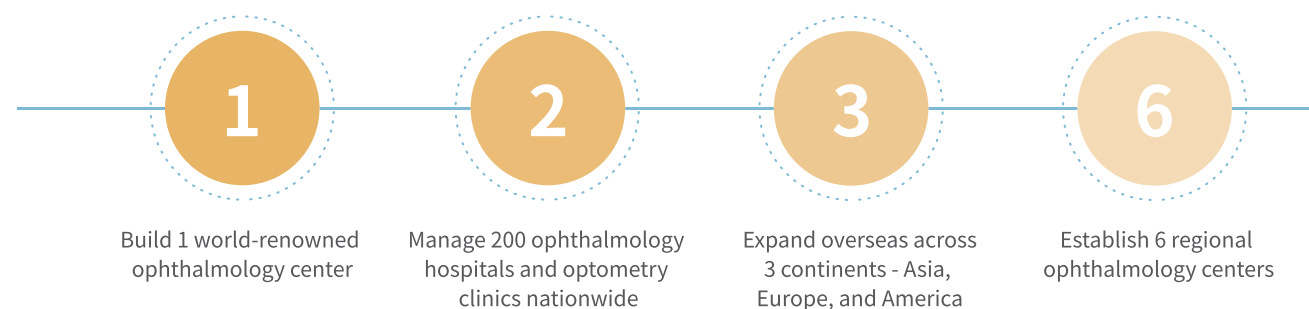 1
Build 1 world-renowned
ophthalmology center
2
Manage 200 ophthalmology
hospitals and optometry
clinics nationwide
3
Expand overseas across
3 continents - Asia,
Europe, and America
6
Establish 6 regional
ophthalmology centers